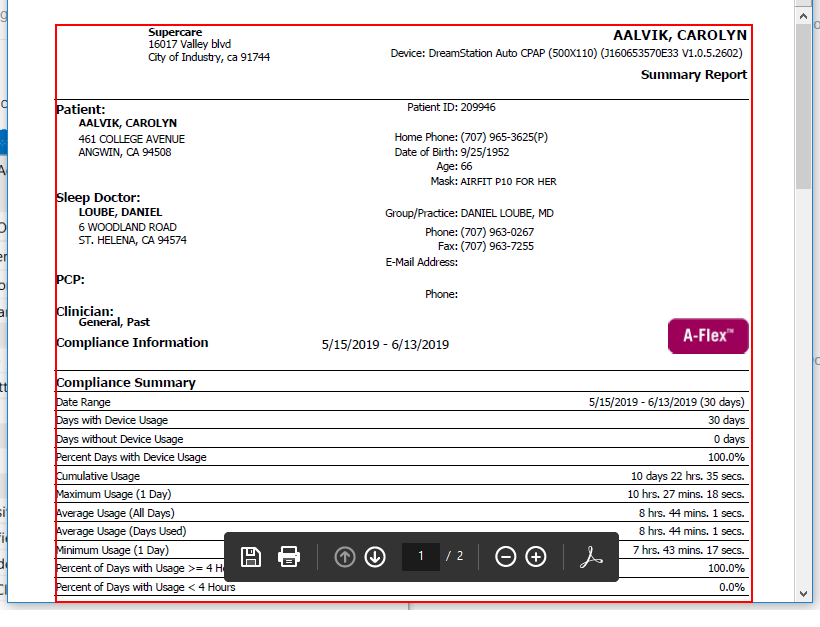 Supercare
16017 Valley blvd
City of Industry, ca 91744
AALVIK, CAROLYN
Device: DreamStation Auto CPAP (500X110) (J160653570E33 V1.0.5.2602)
Summary Report
Patient:
AALVIK, CAROLYN
461 COLLEGE AVENUE
ANGWIN, CA 94508
Patient ID: 209946
Home Phone: (707) 965-3625(P)
Date of Birth: 9/25/1952
Age: 66
Mask: AIRFIT P10 FOR HER
Sleep Doctor:
LOUBE, DANIEL
6 WOODLAND ROAD
ST. HELENA, CA 94574
Group/Practice: DANIEL LOUBE, MD
Phone: (707) 963-0267
Fax: (707) 963-7255
E-Mail Address:
PCP:
Phone:
Clinician:
General, Past
Compliance Information 5/15/2019 - 6/13/2019
A-Flex™
Compliance Summary
Date Range 5/15/2019 - 6/13/2019 (30 days)
Days with Device Usage 30 days
Days without Device Usage 0 days
Percent Days with Device Usage 100.0%
Cumulative Usage 10 days 22 hrs. 35 secs.
Maximum Usage (1 Day) 10 hrs. 27 mins. 18 secs.
Average Usage (All Days) 8 hrs. 44 mins. 1 secs.
Average Usage (Days Used) 8 hrs. 44 mins. 1 secs.
Minimum Usage (1 Day) 7 hrs. 43 mins. 17 secs.
Percent of Days with Usage >= 4 H 100.0%
Percent of Days with Usage < 4 Hours 0.0%
1 / 2